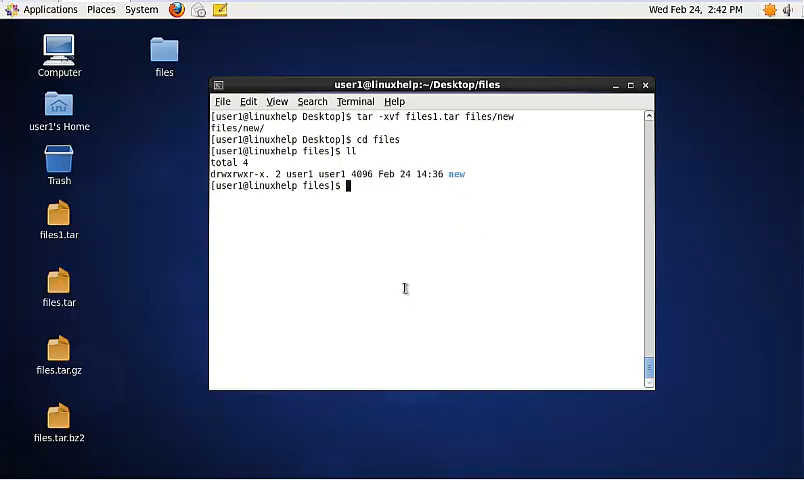 Applications Places System Wed Feb 24, 2:42 PM
Computer
files
user1's Home
Trash
files1.tar
files.tar
files.tar.gz
files.tar.bz2
user1@linuxhelp:~/Desktop/files
File Edit View Search Terminal Help
[user1@linuxhelp Desktop]$ tar -xvf files1.tar files/new
files/new/
[user1@linuxhelp Desktop]$ cd files
[user1@linuxhelp files]$ ll
total 4
drwxrwxr-x. 2 user1 user1 4096 Feb 24 14:36 new
[user1@linuxhelp files]$